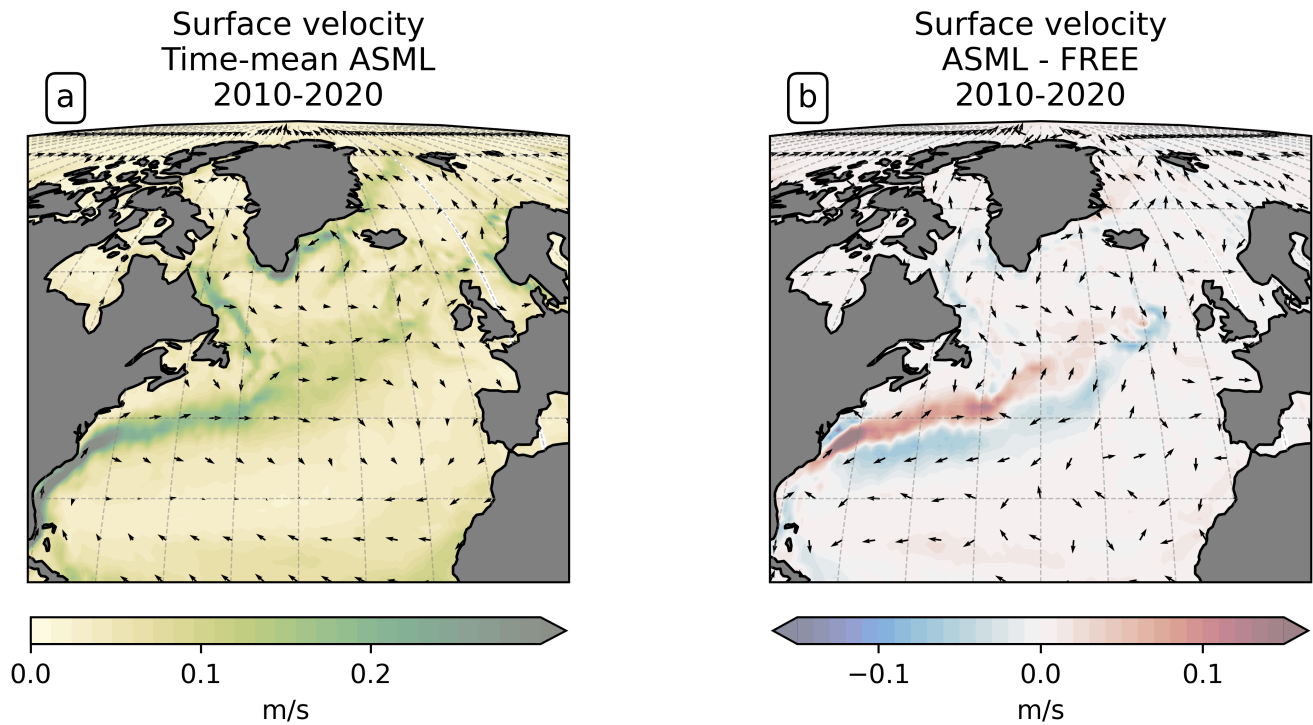 Surface velocity
Time-mean ASML
2010-2020
a
0.0 0.1 0.2
m/s
Surface velocity
ASML - FREE
2010-2020
b
−0.1 0.0 0.1
m/s